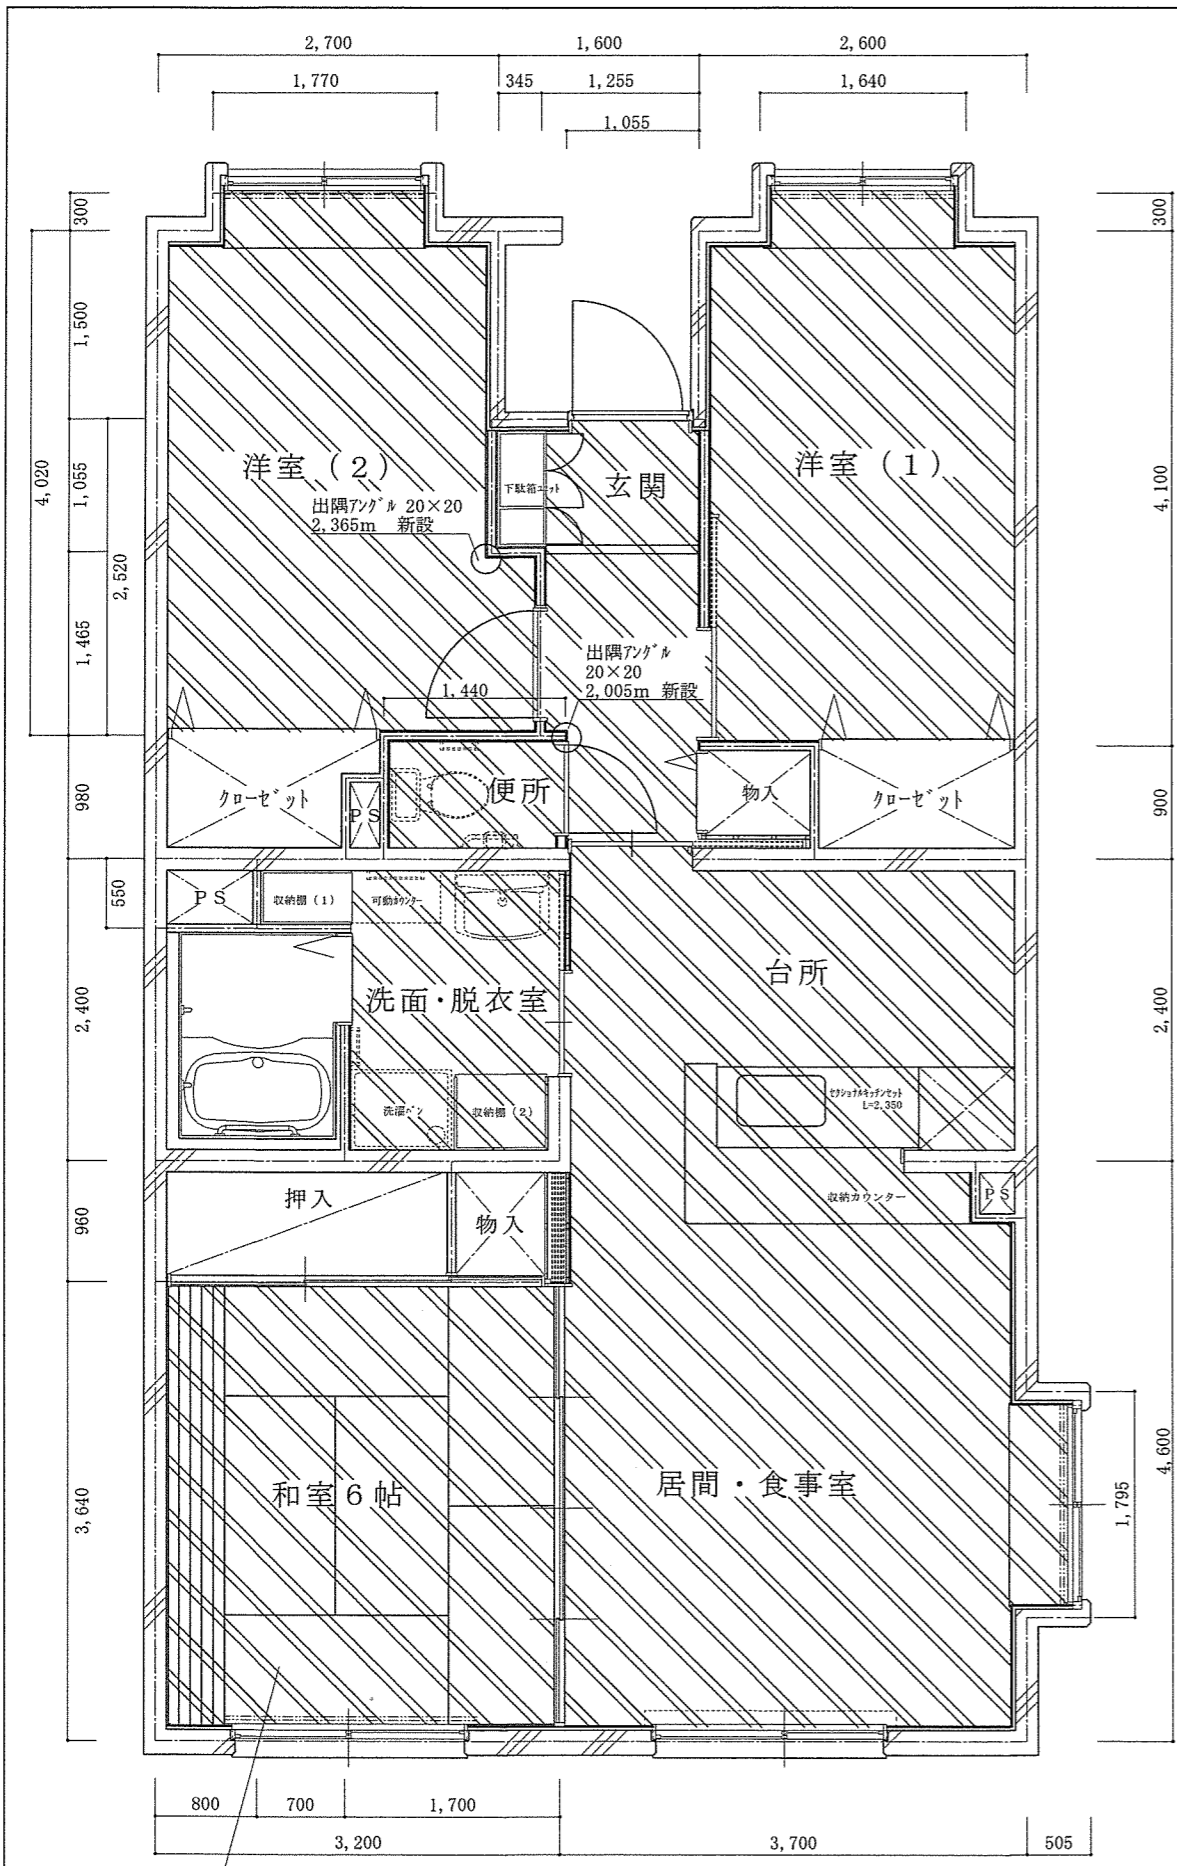 2,700
1,600
2,600
1,770
345
1,255
1,640
1,055
300
300
1,500
4,020
1,055
2,520
1,465
4,100
洋室（2）
洋室（1）
玄関
下駄箱ユニット
出隅アングル 20×20
2,365m 新設
出隅アングル
20×20
2,005m 新設
1,440
980
900
クローゼット
PS
便所
物入
クローゼット
550
PS
収納棚（1）
可動カウンター
台所
洗面・脱衣室
2,400
2,400
洗濯パン
収納棚（2）
セクショナルキッチンセット
L=2,350
収納カウンター
PS
押入
物入
960
和室6帖
居間・食事室
3,640
4,600
1,795
800
700
1,700
3,200
3,700
505